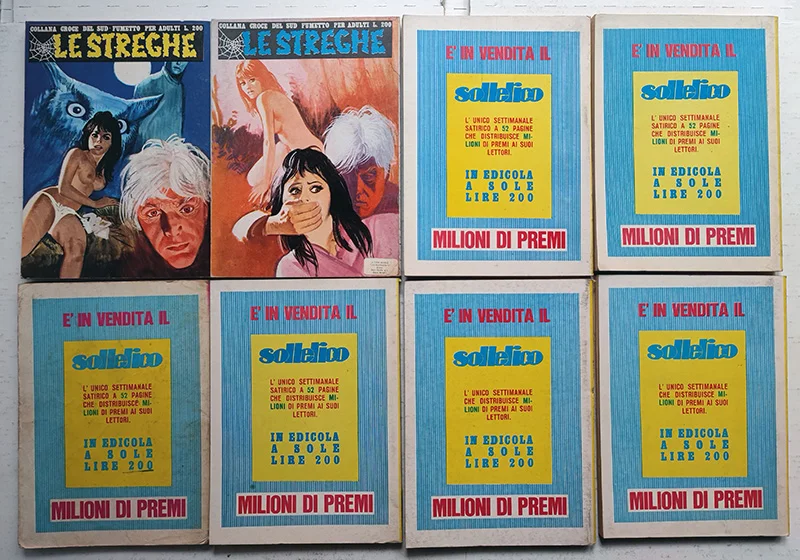 COLLANA CROCE DEL SUD FUMETTO PER ADULTI L. 200
LE STREGHE
COLLANA CROCE DEL SUD FUMETTO PER ADULTI L. 200
LE STREGHE
E' IN VENDITA IL
solletico
L' UNICO SETTIMANALE
SATIRICO A 52 PAGINE
CHE DISTRIBUISCE MI-
LIONI DI PREMI AI SUOI
LETTORI.
IN EDICOLA
A SOLE
LIRE 200
MILIONI DI PREMI
E' IN VENDITA IL
solletico
L' UNICO SETTIMANALE
SATIRICO A 52 PAGINE
CHE DISTRIBUISCE MI-
LIONI DI PREMI AI SUOI
LETTORI.
IN EDICOLA
A SOLE
LIRE 200
MILIONI DI PREMI
E' IN VENDITA IL
solletico
L' UNICO SETTIMANALE
SATIRICO A 52 PAGINE
CHE DISTRIBUISCE MI-
LIONI DI PREMI AI SUOI
LETTORI.
IN EDICOLA
A SOLE
LIRE 200
MILIONI DI PREMI
E' IN VENDITA IL
solletico
L' UNICO SETTIMANALE
SATIRICO A 52 PAGINE
CHE DISTRIBUISCE MI-
LIONI DI PREMI AI SUOI
LETTORI.
IN EDICOLA
A SOLE
LIRE 200
MILIONI DI PREMI
E' IN VENDITA IL
solletico
L' UNICO SETTIMANALE
SATIRICO A 52 PAGINE
CHE DISTRIBUISCE MI-
LIONI DI PREMI AI SUOI
LETTORI.
IN EDICOLA
A SOLE
LIRE 200
MILIONI DI PREMI
E' IN VENDITA IL
solletico
L' UNICO SETTIMANALE
SATIRICO A 52 PAGINE
CHE DISTRIBUISCE MI-
LIONI DI PREMI AI SUOI
LETTORI.
IN EDICOLA
A SOLE
LIRE 200
MILIONI DI PREMI